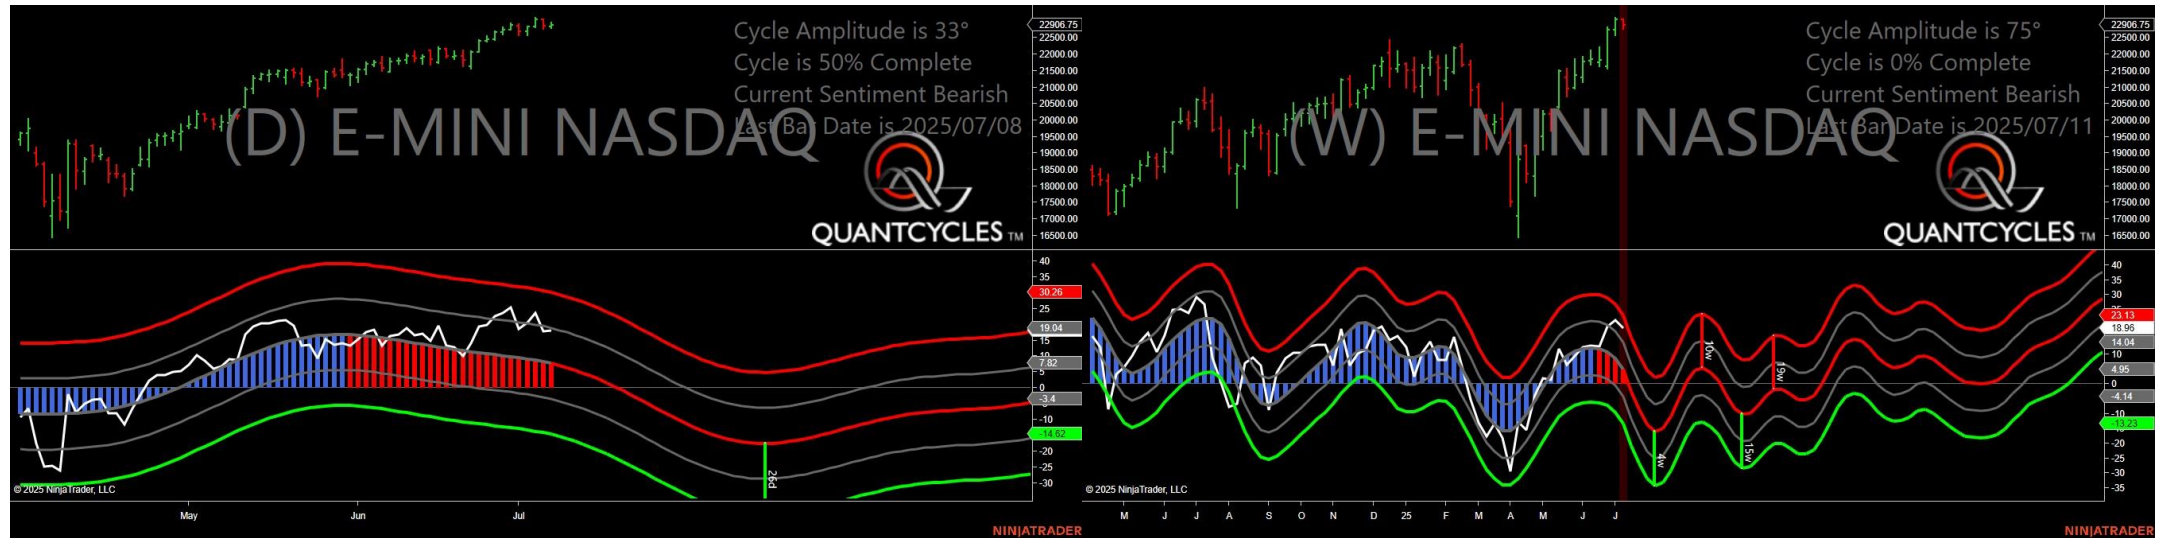 Cycle Amplitude is 33°
Cycle is 50% Complete
Current Sentiment Bearish
Last Bar Date is 2025/07/08
(D) E-MINI NASDAQ
QUANTCYCLES TM
22906.75
22500.00
22000.00
21500.00
21000.00
20500.00
20000.00
19500.00
19000.00
18500.00
18000.00
17500.00
17000.00
16500.00
40
35
30.26
25
19.04
15
10
7.82
5
0
-3.4
-10
-14.62
-20
-25
-30
26d
© 2025 NinjaTrader, LLC
May Jun Jul
NINJATRADER
Cycle Amplitude is 75°
Cycle is 0% Complete
Current Sentiment Bearish
Last Bar Date is 2025/07/11
(W) E-MINI NASDAQ
QUANTCYCLES TM
22906.75
22500.00
22000.00
21500.00
21000.00
20500.00
20000.00
19500.00
19000.00
18500.00
18000.00
17500.00
17000.00
16500.00
40
35
30
23.13
18.96
14.04
10
4.95
0
-4.14
-10
-13.23
-20
-25
-30
-35
10w
19w
4w
15w
© 2025 NinjaTrader, LLC
M J J A S O N D 25 F M A M J J
NINJATRADER